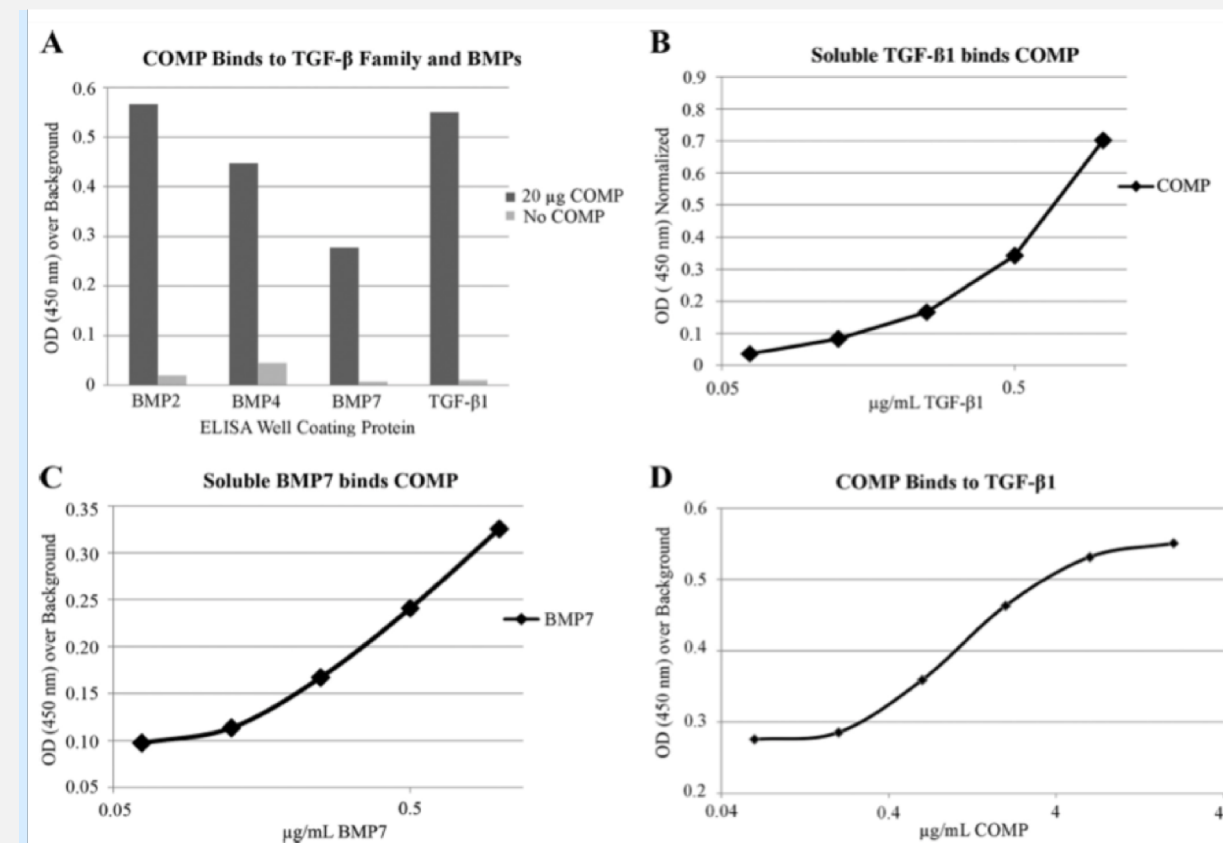 A
COMP Binds to TGF-β Family and BMPs
OD (450 nm) over Background
0.6
0.5
0.4
0.3
0.2
0.1
0
BMP2 BMP4 BMP7 TGF-β1
ELISA Well Coating Protein
20 µg COMP
No COMP
B
Soluble TGF-ß1 binds COMP
OD ( 450 nm) Normalized
0.9
0.8
0.7
0.6
0.5
0.4
0.3
0.2
0.1
0
0.05 0.5
µg/mL TGF-β1
COMP
C
Soluble BMP7 binds COMP
OD (450 nm) over Background
0.35
0.30
0.25
0.20
0.15
0.10
0.05
0.05 0.5
µg/mL BMP7
BMP7
D
COMP Binds to TGF-β1
OD (450 nm) over Background
0.6
0.5
0.4
0.3
0.2
0.04 0.4 4 4
µg/mL COMP